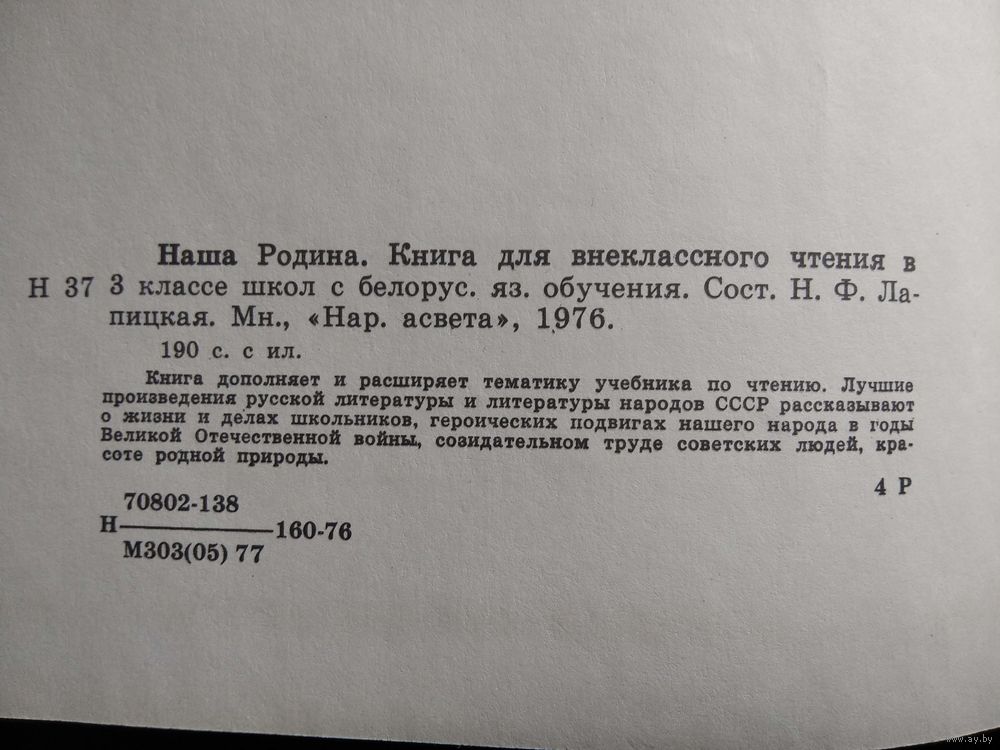 Наша Родина. Книга для внеклассного чтения в
Н 37 3 классе школ с белорус. яз. обучения. Сост. Н. Ф. Ла-
пицкая. Мн., «Нар. асвета», 1976.
190 с. с ил.
Книга дополняет и расширяет тематику учебника по чтению. Лучшие
произведения русской литературы и литературы народов СССР рассказывают
о жизни и делах школьников, героических подвигах нашего народа в годы
Великой Отечественной войны, созидательном труде советских людей, кра-
соте родной природы.
4 Р
70802-138
Н 160-76
М303(05) 77
www.ay.by